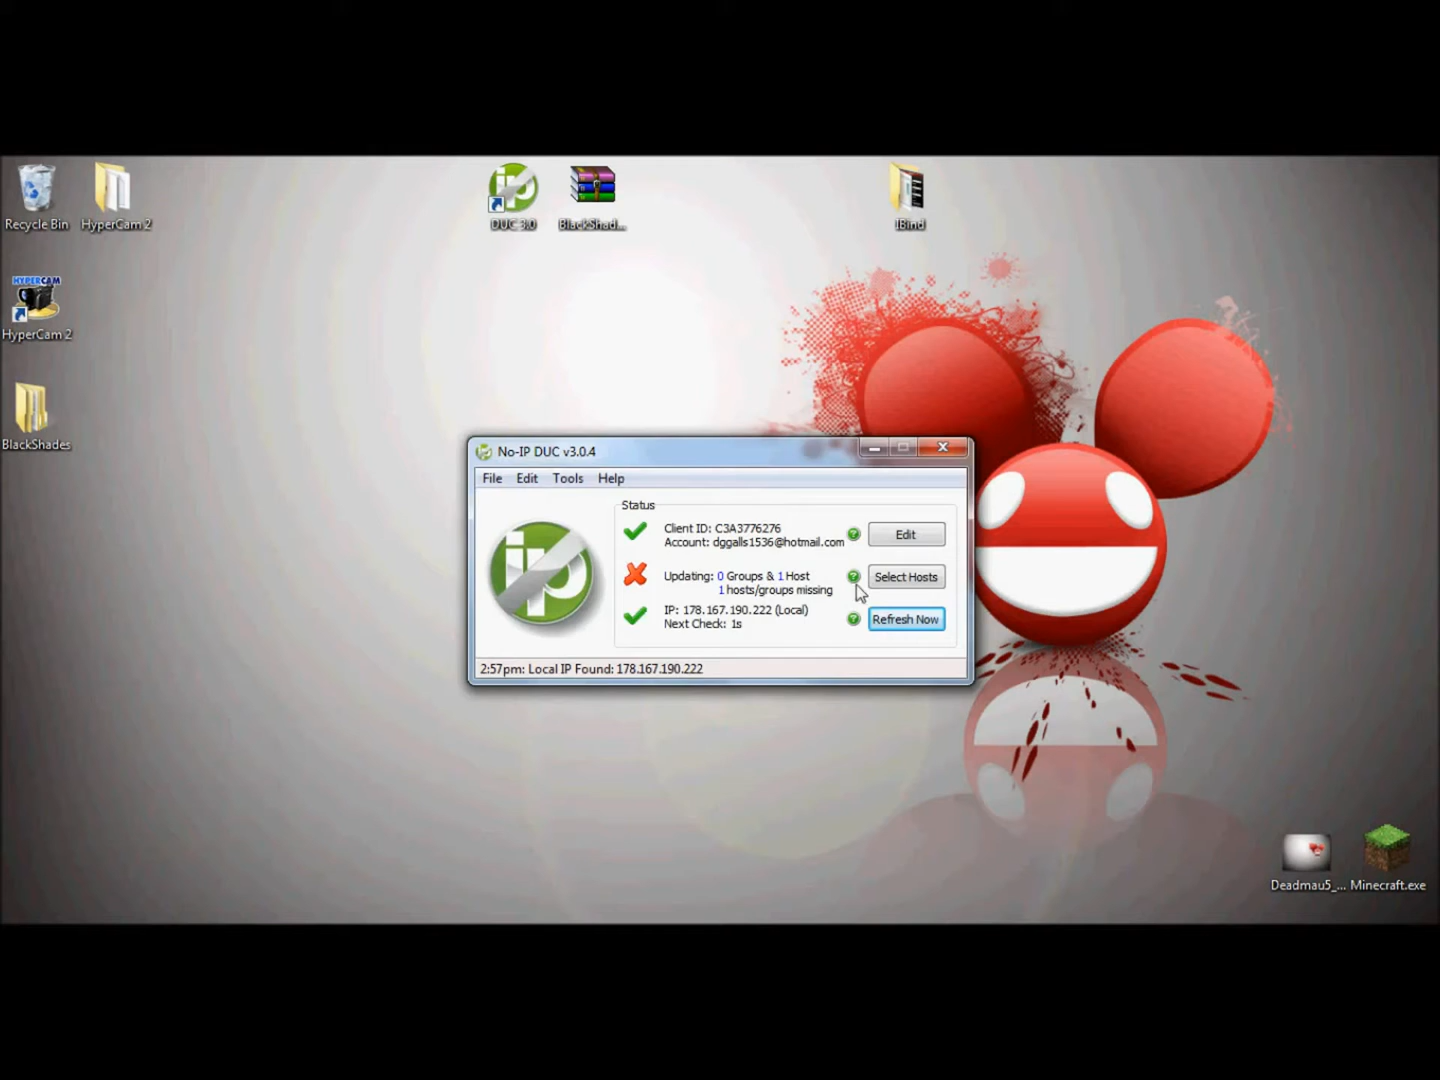 Recycle Bin
HyperCam 2
DUC 3.0
BlackShad...
IBind
HYPERCAM
HyperCam 2
BlackShades
No-IP DUC v3.0.4
File Edit Tools Help
Status
Client ID: C3A3776276
Account: dggalls1536@hotmail.com
Edit
Updating: 0 Groups & 1 Host
1 hosts/groups missing
Select Hosts
IP: 178.167.190.222 (Local)
Next Check: 1s
Refresh Now
2:57pm: Local IP Found: 178.167.190.222
ip
ip
Deadmau5_...
Minecraft.exe